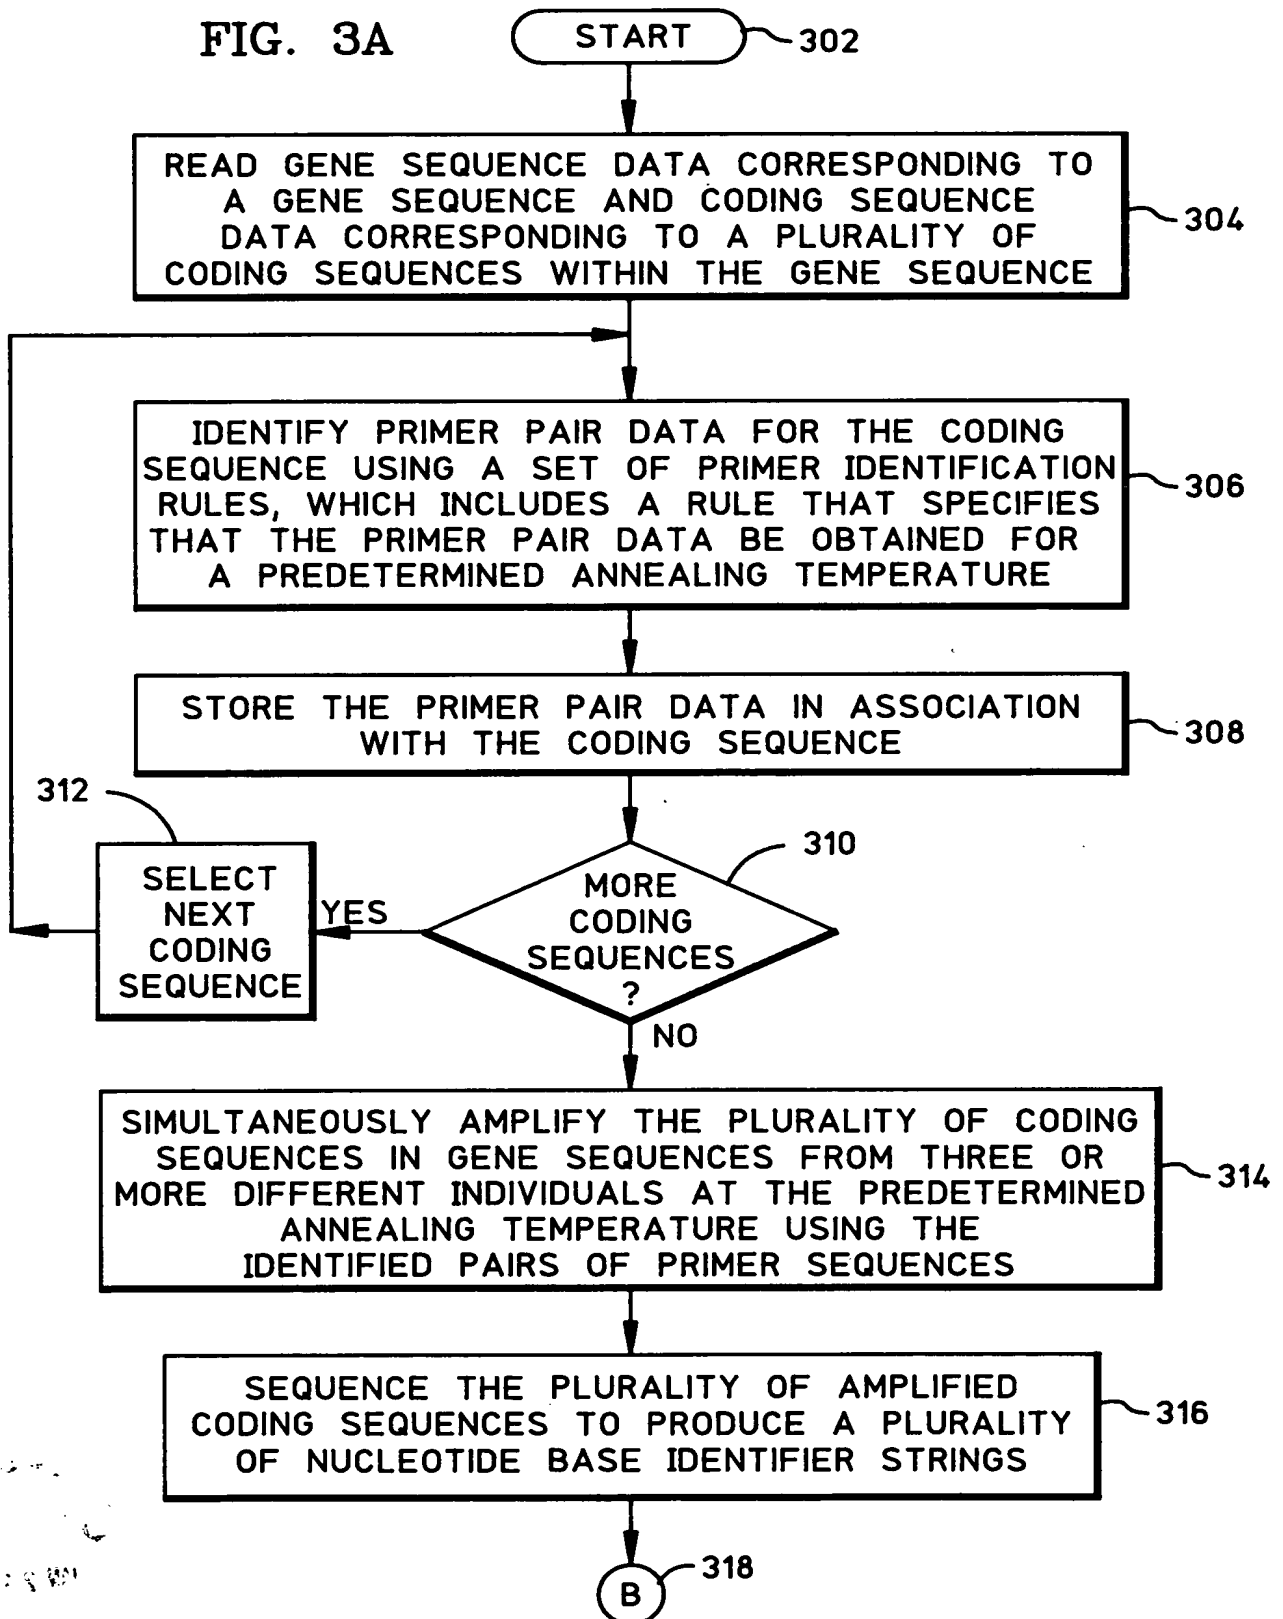 FIG. 3A
START
302
READ GENE SEQUENCE DATA CORRESPONDING TO
A GENE SEQUENCE AND CODING SEQUENCE
DATA CORRESPONDING TO A PLURALITY OF
CODING SEQUENCES WITHIN THE GENE SEQUENCE
304
IDENTIFY PRIMER PAIR DATA FOR THE CODING
SEQUENCE USING A SET OF PRIMER IDENTIFICATION
RULES, WHICH INCLUDES A RULE THAT SPECIFIES
THAT THE PRIMER PAIR DATA BE OBTAINED FOR
A PREDETERMINED ANNEALING TEMPERATURE
306
STORE THE PRIMER PAIR DATA IN ASSOCIATION
WITH THE CODING SEQUENCE
308
312
SELECT
NEXT
CODING
SEQUENCE
YES
MORE
CODING
SEQUENCES
?
310
NO
SIMULTANEOUSLY AMPLIFY THE PLURALITY OF CODING
SEQUENCES IN GENE SEQUENCES FROM THREE OR
MORE DIFFERENT INDIVIDUALS AT THE PREDETERMINED
ANNEALING TEMPERATURE USING THE
IDENTIFIED PAIRS OF PRIMER SEQUENCES
314
SEQUENCE THE PLURALITY OF AMPLIFIED
CODING SEQUENCES TO PRODUCE A PLURALITY
OF NUCLEOTIDE BASE IDENTIFIER STRINGS
316
B
318